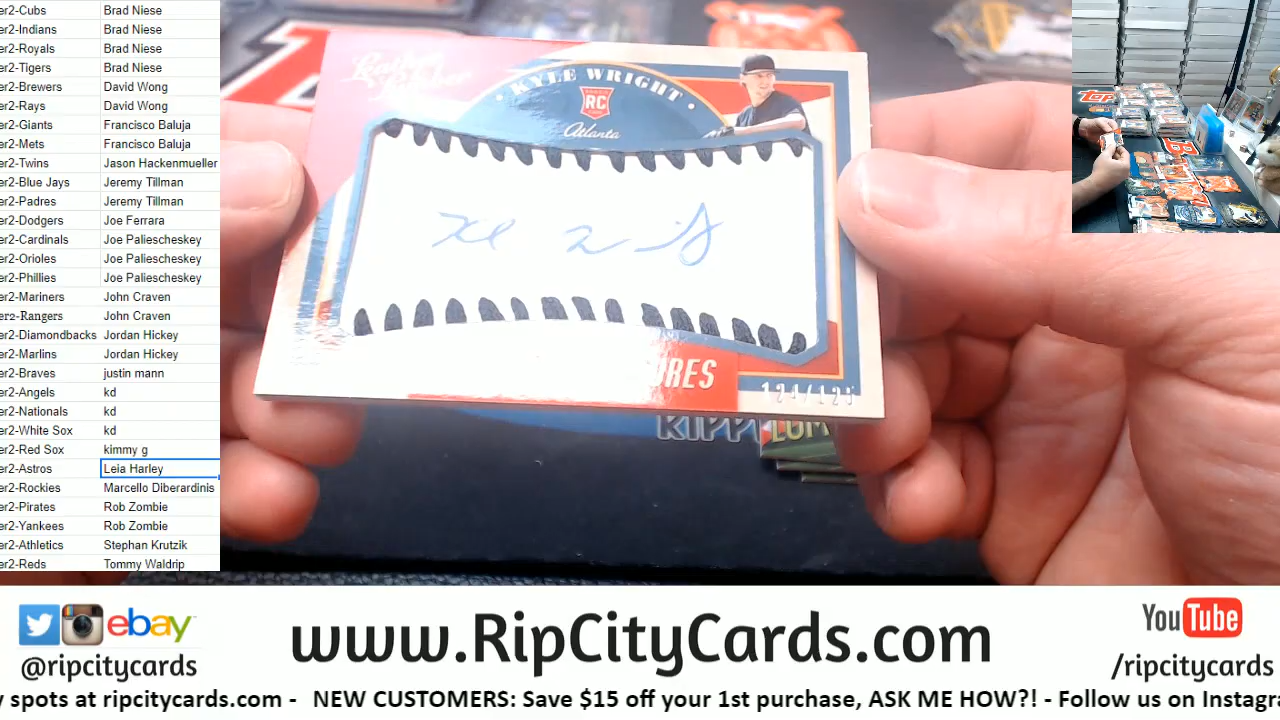 er2-Cubs Brad Niese
er2-Indians Brad Niese
er2-Royals Brad Niese
er2-Tigers Brad Niese
er2-Brewers David Wong
er2-Rays David Wong
er2-Giants Francisco Baluja
er2-Mets Francisco Baluja
er2-Twins Jason Hackenmueller
er2-Blue Jays Jeremy Tillman
er2-Padres Jeremy Tillman
er2-Dodgers Joe Ferrara
er2-Cardinals Joe Paliescheskey
er2-Orioles Joe Paliescheskey
er2-Phillies Joe Paliescheskey
er2-Mariners John Craven
er2-Rangers John Craven
er2-Diamondbacks Jordan Hickey
er2-Marlins Jordan Hickey
er2-Braves justin mann
er2-Angels kd
er2-Nationals kd
er2-White Sox kd
er2-Red Sox kimmy g
er2-Astros Leia Harley
er2-Rockies Marcello Diberardinis
er2-Pirates Rob Zombie
er2-Yankees Rob Zombie
er2-Athletics Stephan Krutzik
er2-Reds Tommy Waldrip
• KYLE WRIGHT •
RC
Atlanta
URES
124/125
RIPP
LUM
topps
ebay
@ripcitycards
www.RipCityCards.com
YouTube
/ripcitycards
y spots at ripcitycards.com - NEW CUSTOMERS: Save $15 off your 1st purchase, ASK ME HOW?! - Follow us on Instagra